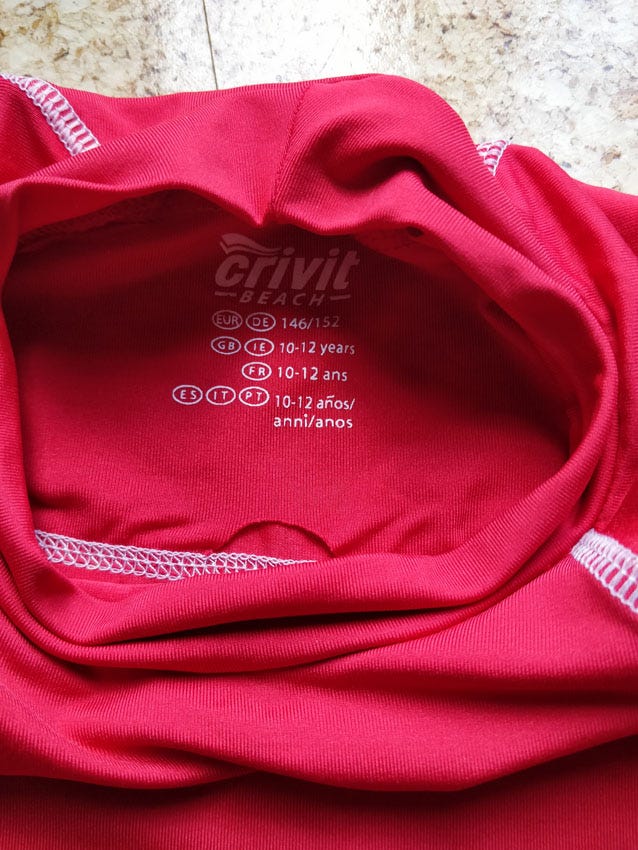 crivit
BEACH
EUR DE 146/152
GB IE 10-12 years
FR 10-12 ans
ES IT PT 10-12 años/
anni/anos